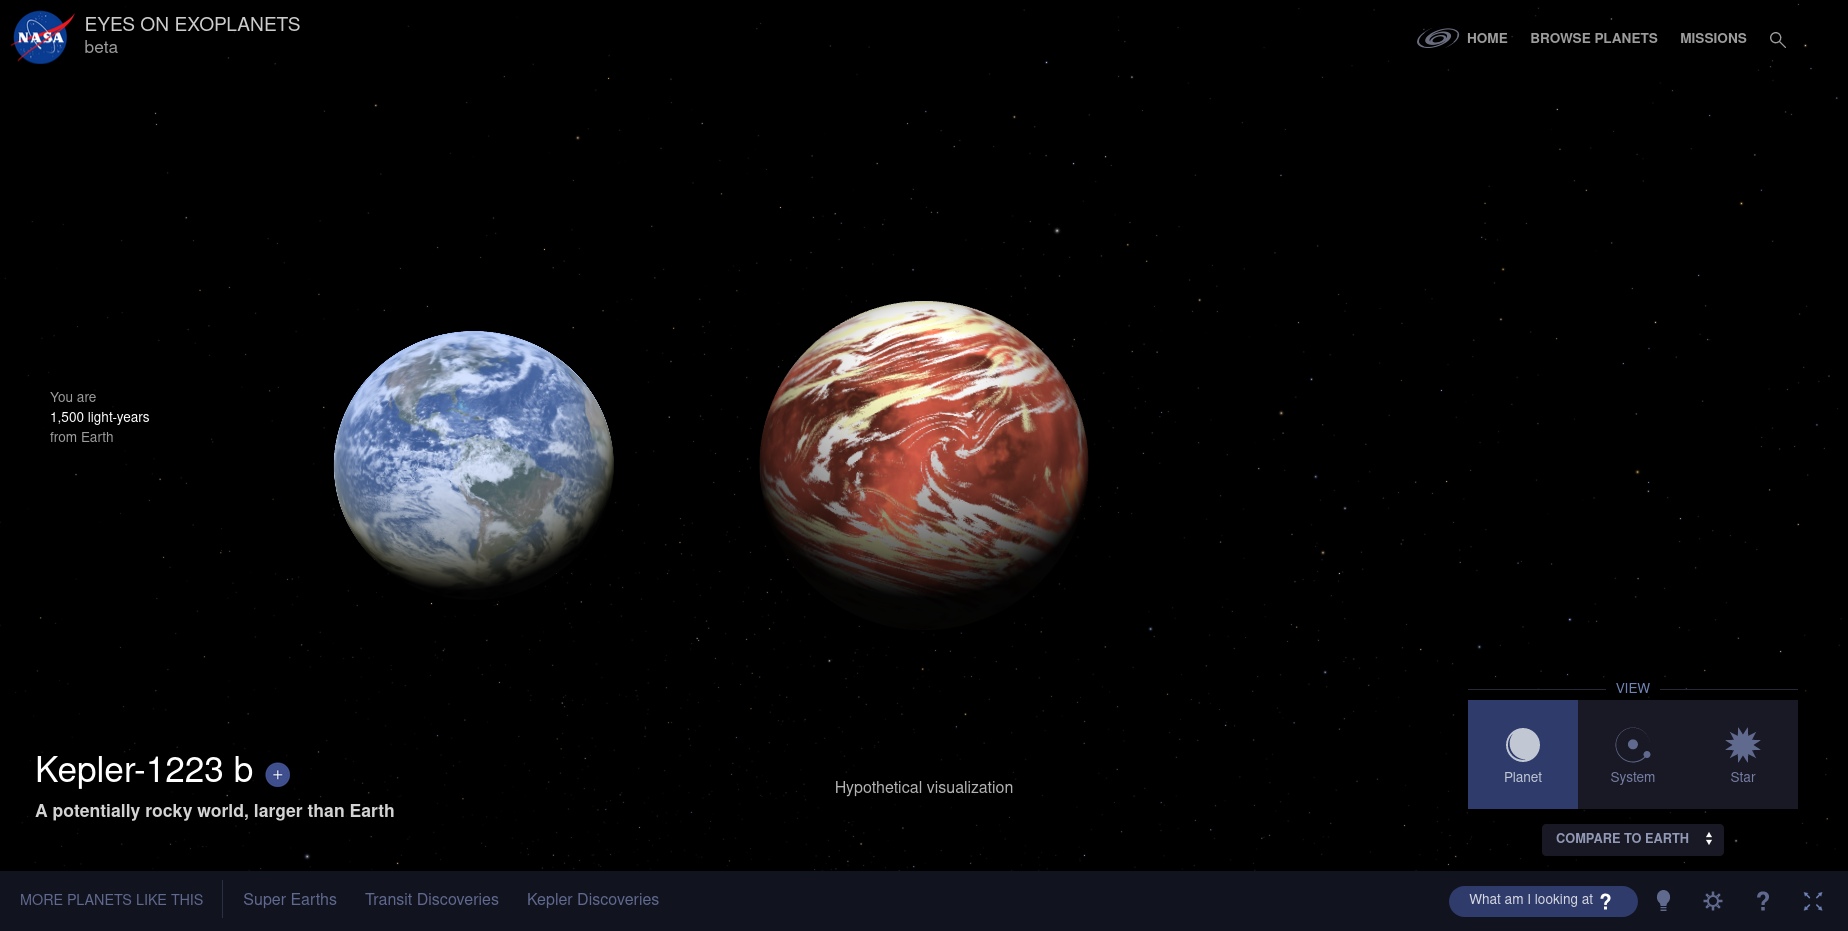 NASA
EYES ON EXOPLANETS
beta
HOME
BROWSE PLANETS
MISSIONS
You are
1,500 light-years
from Earth
VIEW
Planet
System
Star
Kepler-1223 b +
A potentially rocky world, larger than Earth
Hypothetical visualization
COMPARE TO EARTH
MORE PLANETS LIKE THIS
Super Earths
Transit Discoveries
Kepler Discoveries
What am I looking at ?
?